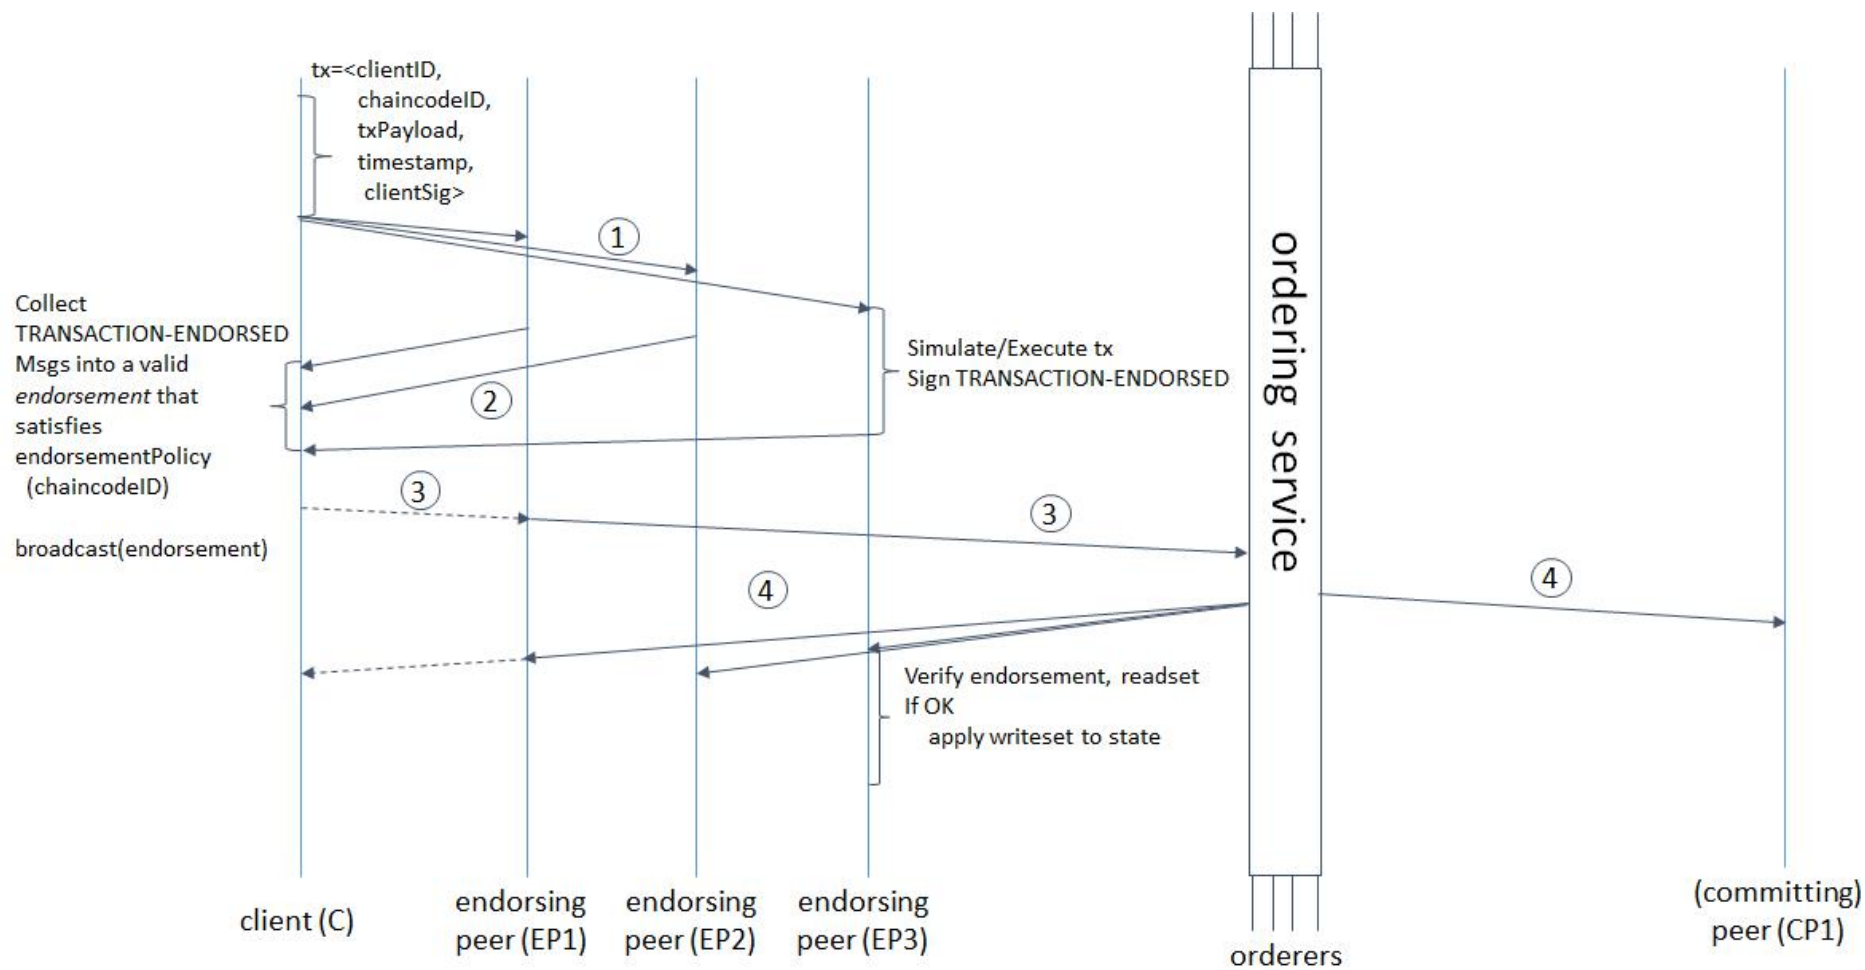 tx=<clientID,
chaincodeID,
txPayload,
timestamp,
clientSig>
1
Collect
TRANSACTION-ENDORSED
Msgs into a valid
endorsement that
satisfies
endorsementPolicy
(chaincodeID)
Simulate/Execute tx
Sign TRANSACTION-ENDORSED
2
3
3
broadcast(endorsement)
4
4
Verify endorsement, readset
If OK
apply writeset to state
ordering service
client (C)
endorsing
peer (EP1)
endorsing
peer (EP2)
endorsing
peer (EP3)
orderers
(committing)
peer (CP1)